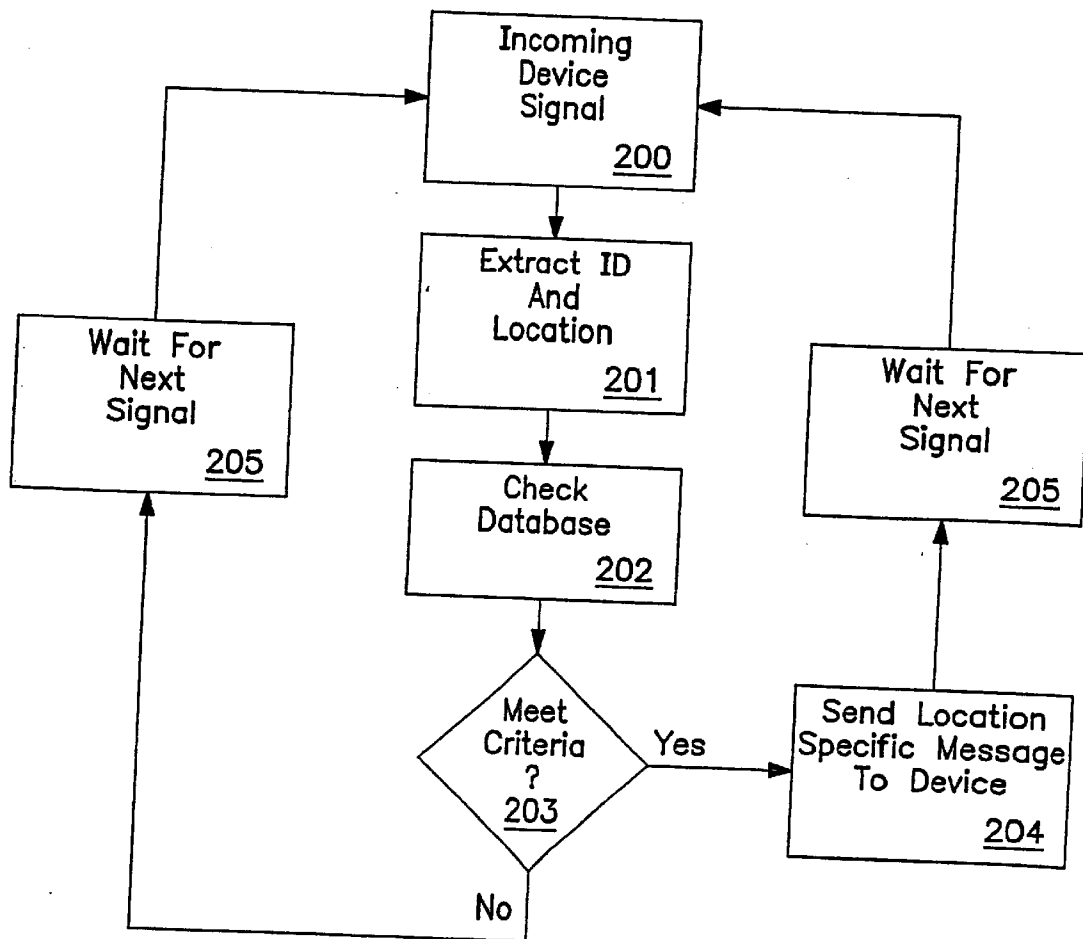 Incoming
Device
Signal
200
Extract ID
And
Location
201
Wait For
Next
Signal
205
Wait For
Next
Signal
205
Check
Database
202
Meet
Criteria
?
203
Yes
Send Location
Specific Message
To Device
204
No